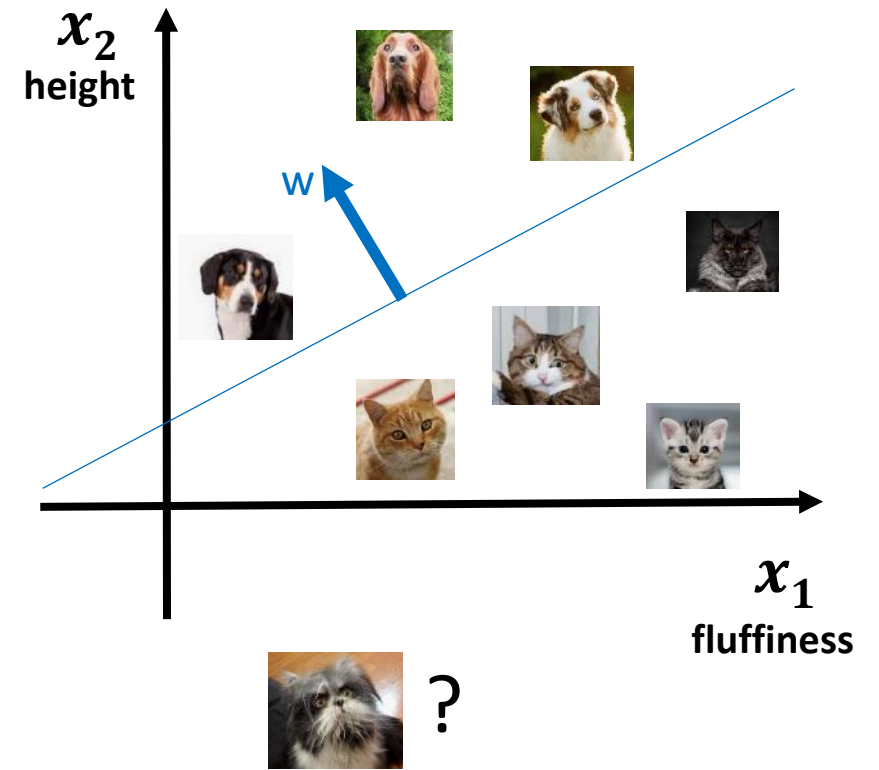 x₂
height
w
x₁
fluffiness
?